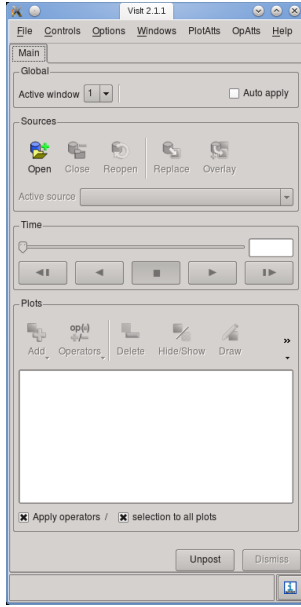 VisIt 2.1.1
File Controls Options Windows PlotAtts OpAtts Help
Main
Global
Active window 1 Auto apply
Sources
Open Close Reopen Replace Overlay
Active source
Time
Plots
op(◦)
Add Operators Delete Hide/Show Draw »
Apply operators / selection to all plots
Unpost Dismiss